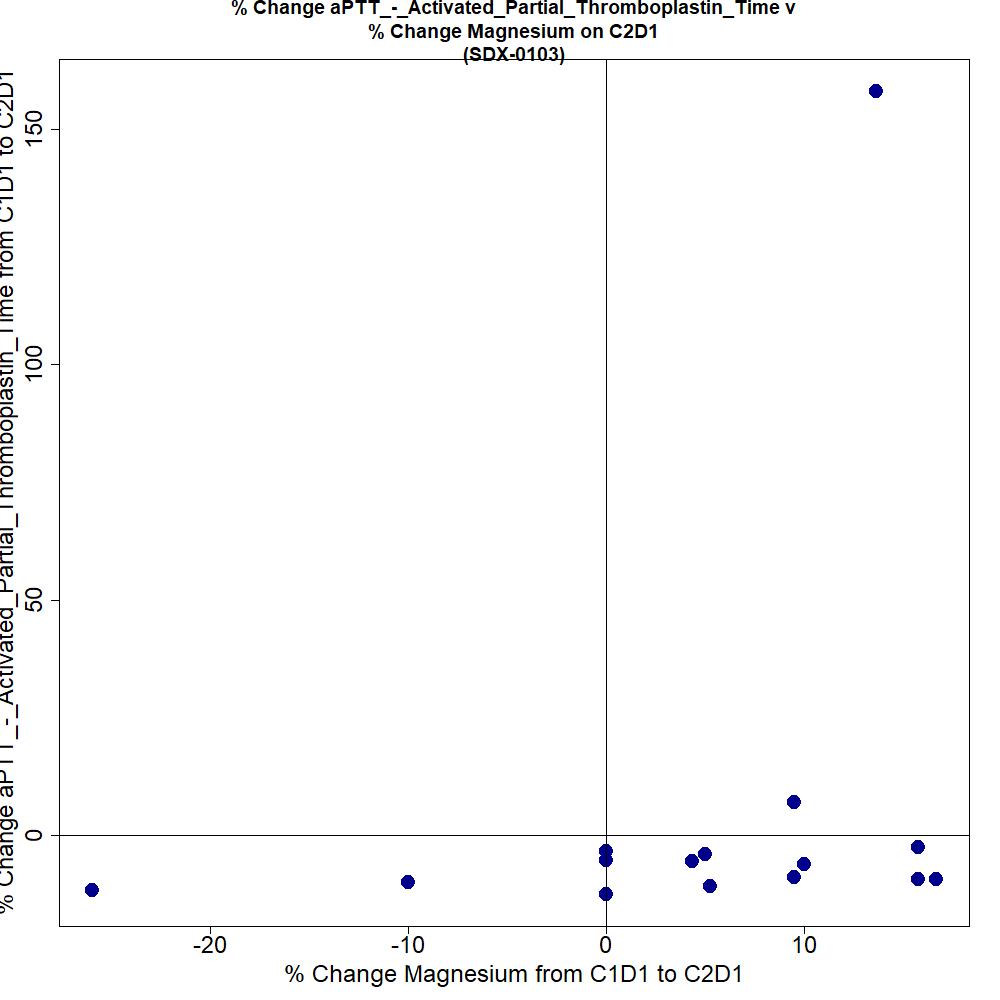 % Change aPTT_-_Activated_Partial_Thromboplastin_Time v
% Change Magnesium on C2D1
(SDX-0103)
% Change aPTT_-_Activated_Partial_Thromboplastin_Time from C1D1 to C2D1
150
100
50
0
-20 -10 0 10
% Change Magnesium from C1D1 to C2D1